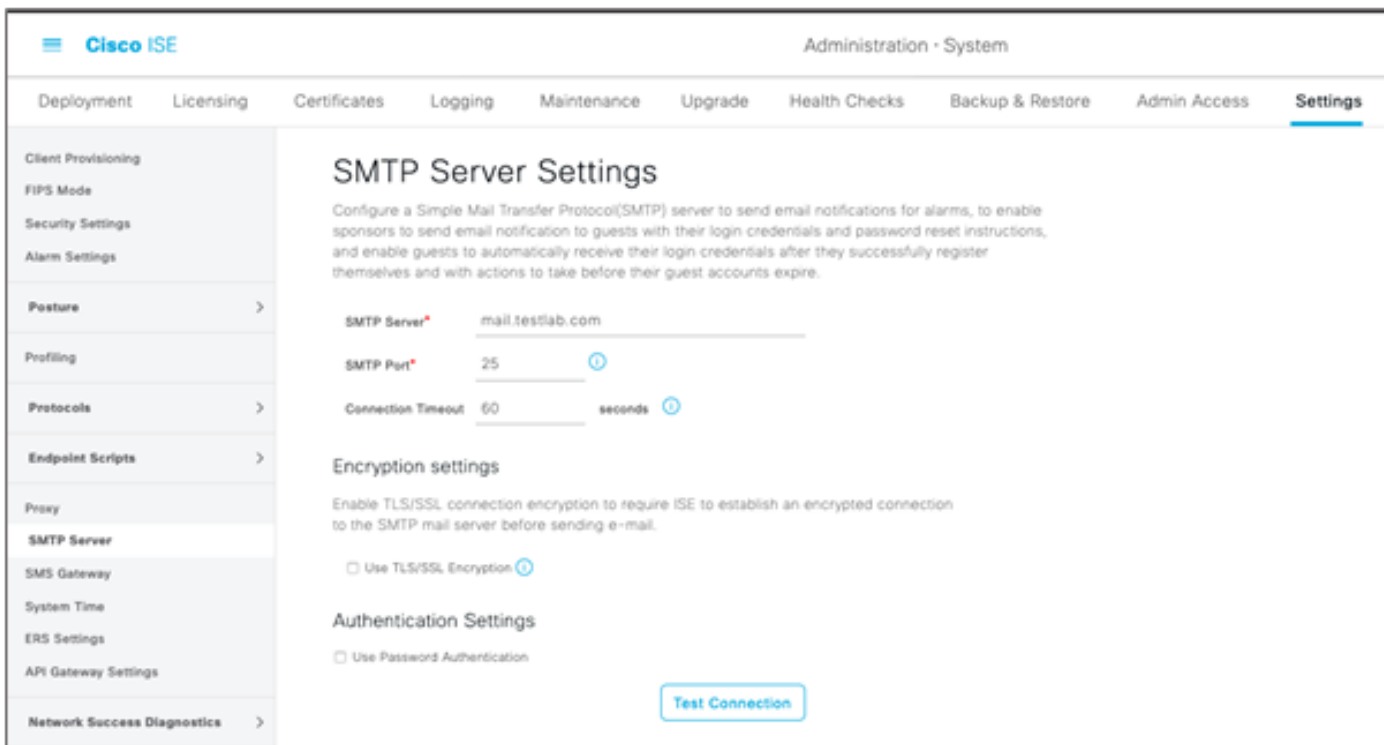 Cisco ISE
Administration · System
Deployment Licensing Certificates Logging Maintenance Upgrade Health Checks Backup & Restore Admin Access Settings
Client Provisioning
FIPS Mode
Security Settings
Alarm Settings
Posture
Profiling
Protocols
Endpoint Scripts
Proxy
SMTP Server
SMS Gateway
System Time
ERS Settings
API Gateway Settings
Network Success Diagnostics
SMTP Server Settings
Configure a Simple Mail Transfer Protocol(SMTP) server to send email notifications for alarms, to enable
sponsors to send email notification to guests with their login credentials and password reset instructions,
and enable guests to automatically receive their login credentials after they successfully register
themselves and with actions to take before their guest accounts expire.
SMTP Server* mail.testlab.com
SMTP Port* 25
Connection Timeout 60 seconds
Encryption settings
Enable TLS/SSL connection encryption to require ISE to establish an encrypted connection
to the SMTP mail server before sending e-mail.
Use TLS/SSL Encryption
Authentication Settings
Use Password Authentication
Test Connection